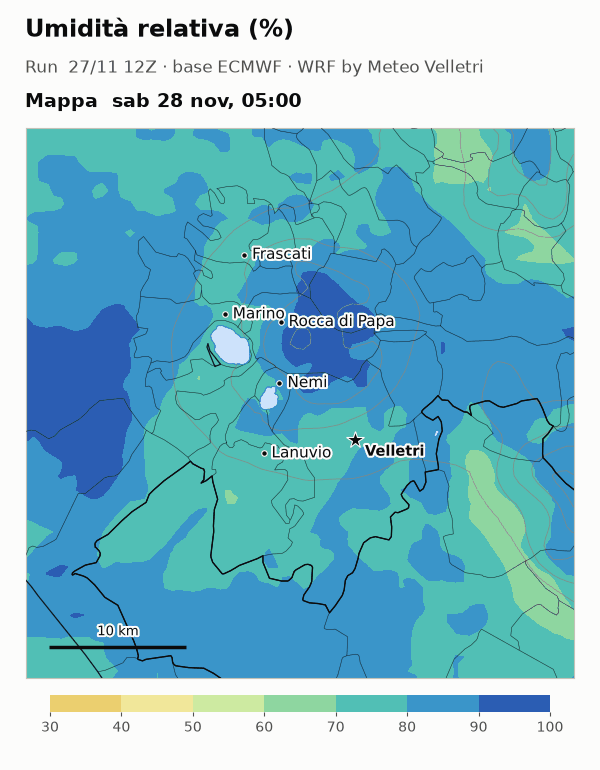 Umidità relativa (%)
Run  27/11 12Z · base ECMWF · WRF by Meteo Velletri
Mappa  sab 28 nov, 05:00
Frascati
Marino
Rocca di Papa
Nemi
Velletri
Lanuvio
10 km
30 40 50 60 70 80 90 100